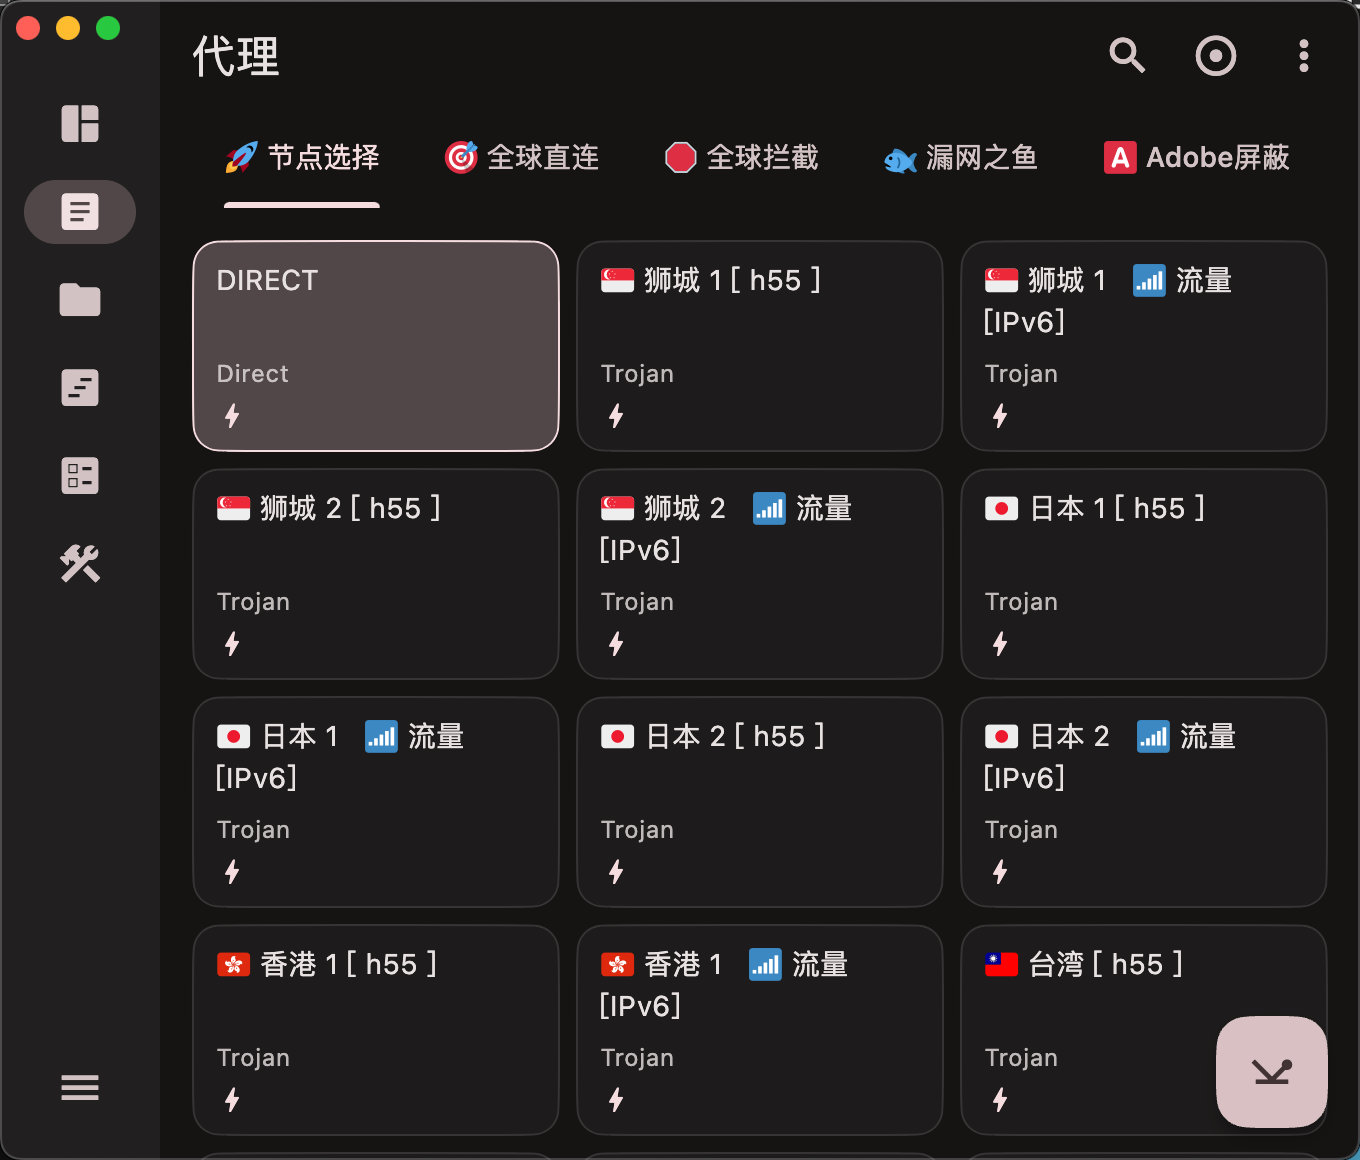 代理
节点选择
全球直连
全球拦截
漏网之鱼
A Adobe屏蔽
DIRECT
Direct
狮城 1 [ h55 ]
Trojan
狮城 1 流量
[IPv6]
Trojan
狮城 2 [ h55 ]
Trojan
狮城 2 流量
[IPv6]
Trojan
日本 1 [ h55 ]
Trojan
日本 1 流量
[IPv6]
Trojan
日本 2 [ h55 ]
Trojan
日本 2 流量
[IPv6]
Trojan
香港 1 [ h55 ]
Trojan
香港 1 流量
[IPv6]
Trojan
台湾 [ h55 ]
Trojan